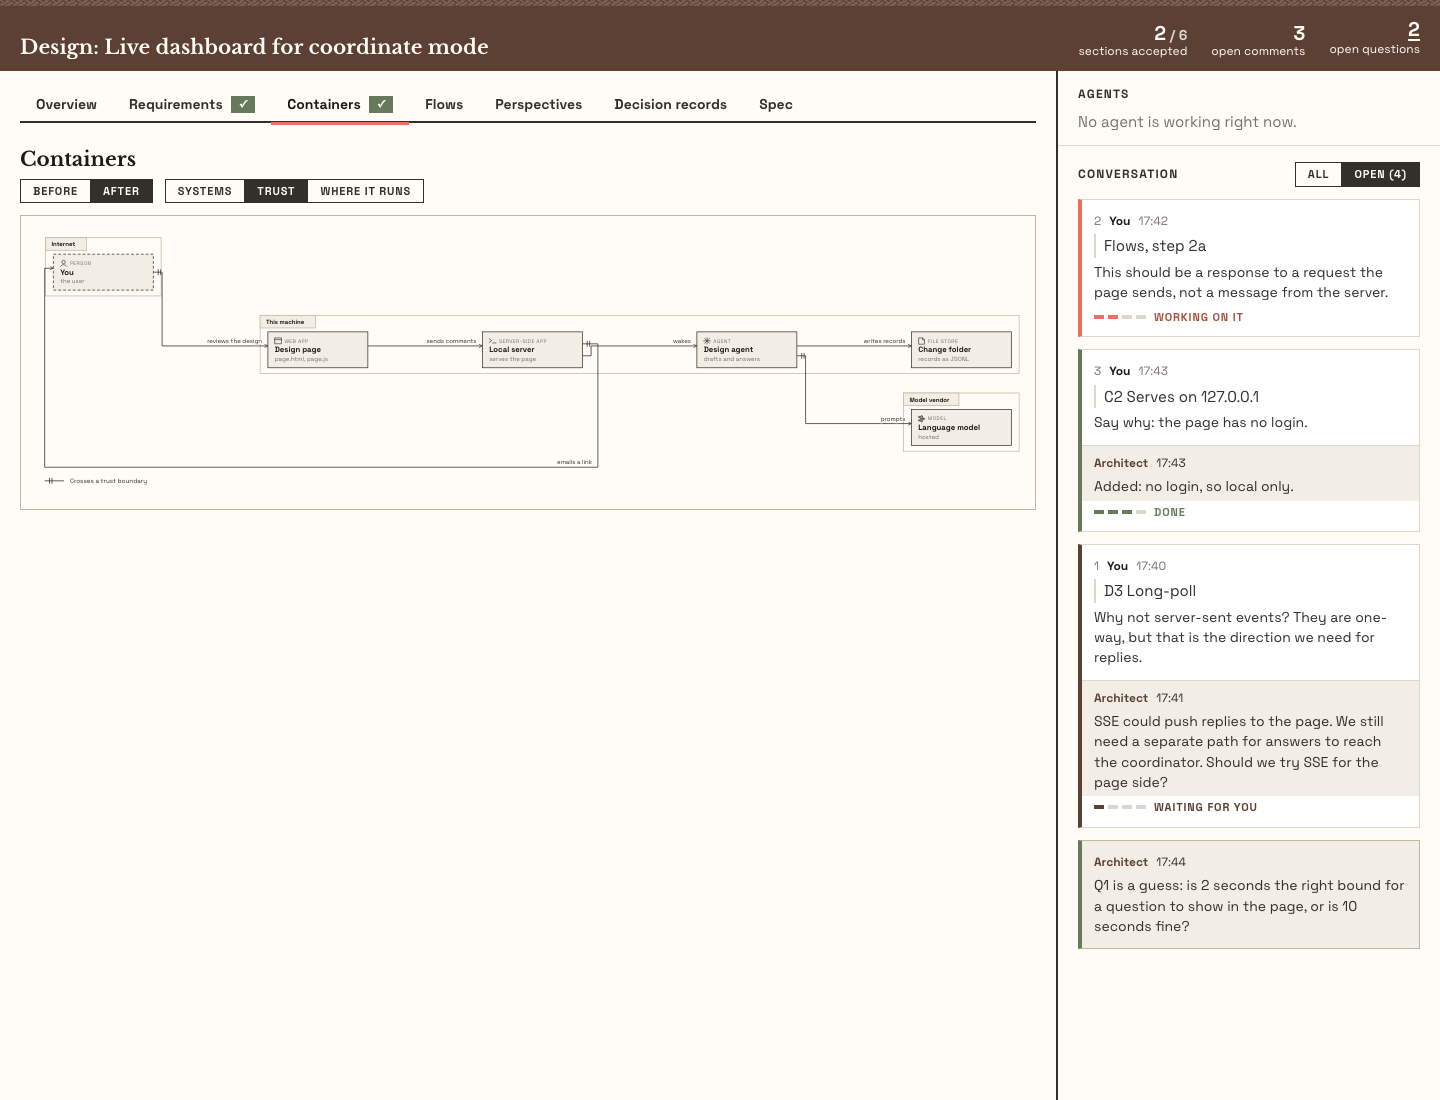 Design: Live dashboard for coordinate mode
2 / 6
sections accepted
3
open comments
2
open questions
Overview
Requirements ✓
Containers ✓
Flows
Perspectives
Decision records
Spec
Containers
BEFORE
AFTER
SYSTEMS
TRUST
WHERE IT RUNS
Internet
PERSON
You
the user
This machine
reviews the design
WEB APP
Design page
page.html, page.js
sends comments
SERVER-SIDE APP
Local server
serves the page
wakes
AGENT
Design agent
drafts and answers
writes records
FILE STORE
Change folder
records as JSONL
Model vendor
prompts
MODEL
Language model
hosted
emails a link
Crosses a trust boundary
AGENTS
No agent is working right now.
CONVERSATION
ALL
OPEN (4)
2 You 17:42
Flows, step 2a
This should be a response to a request the
page sends, not a message from the server.
WORKING ON IT
3 You 17:43
C2 Serves on 127.0.0.1
Say why: the page has no login.
Architect 17:43
Added: no login, so local only.
DONE
1 You 17:40
D3 Long-poll
Why not server-sent events? They are one-
way, but that is the direction we need for
replies.
Architect 17:41
SSE could push replies to the page. We still
need a separate path for answers to reach
the coordinator. Should we try SSE for the
page side?
WAITING FOR YOU
Architect 17:44
Q1 is a guess: is 2 seconds the right bound for
a question to show in the page, or is 10
seconds fine?